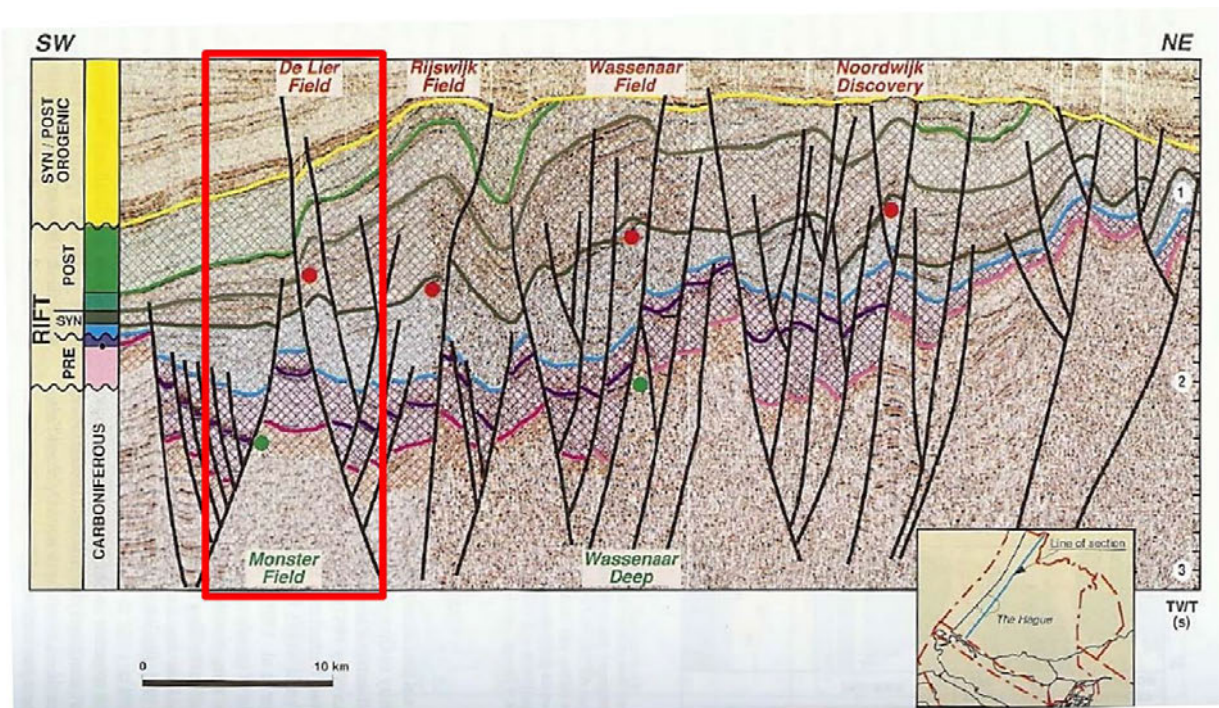 SW
NE
De Lier
Field
Rijswijk
Field
Wassenaar
Field
Noordwijk
Discovery
SYN / POST
OROGENIC
RIFT
POST
SYN
PRE
CARBONIFEROUS
1
2
3
Monster
Field
Wassenaar
Deep
Line of section
The Hague
TWT
(s)
0
10 km